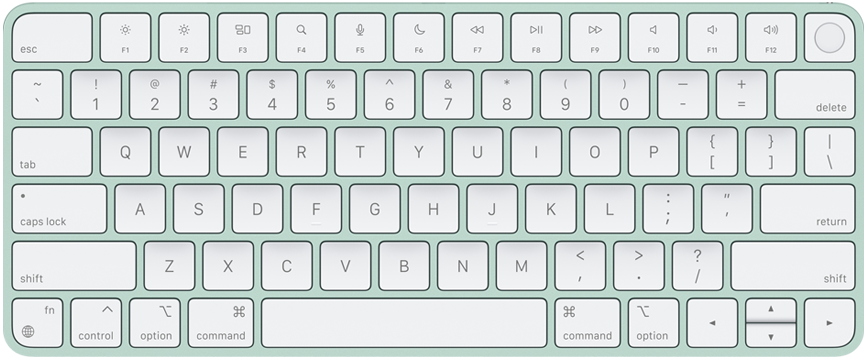 esc F1 F2 F3 F4 F5 F6 F7 F8 F9 F10 F11 F12
~ ! @ # $ % ^ & * ( ) — +
` 1 2 3 4 5 6 7 8 9 0 - = delete
tab Q W E R T Y U I O P { [ } ] | \
caps lock A S D F G H J K L : ; " ' return
shift Z X C V B N M < , > . ? / shift
fn ^ ⌥ ⌘ ⌘ ⌥
control option command command option ◄ ▲ ▼ ►